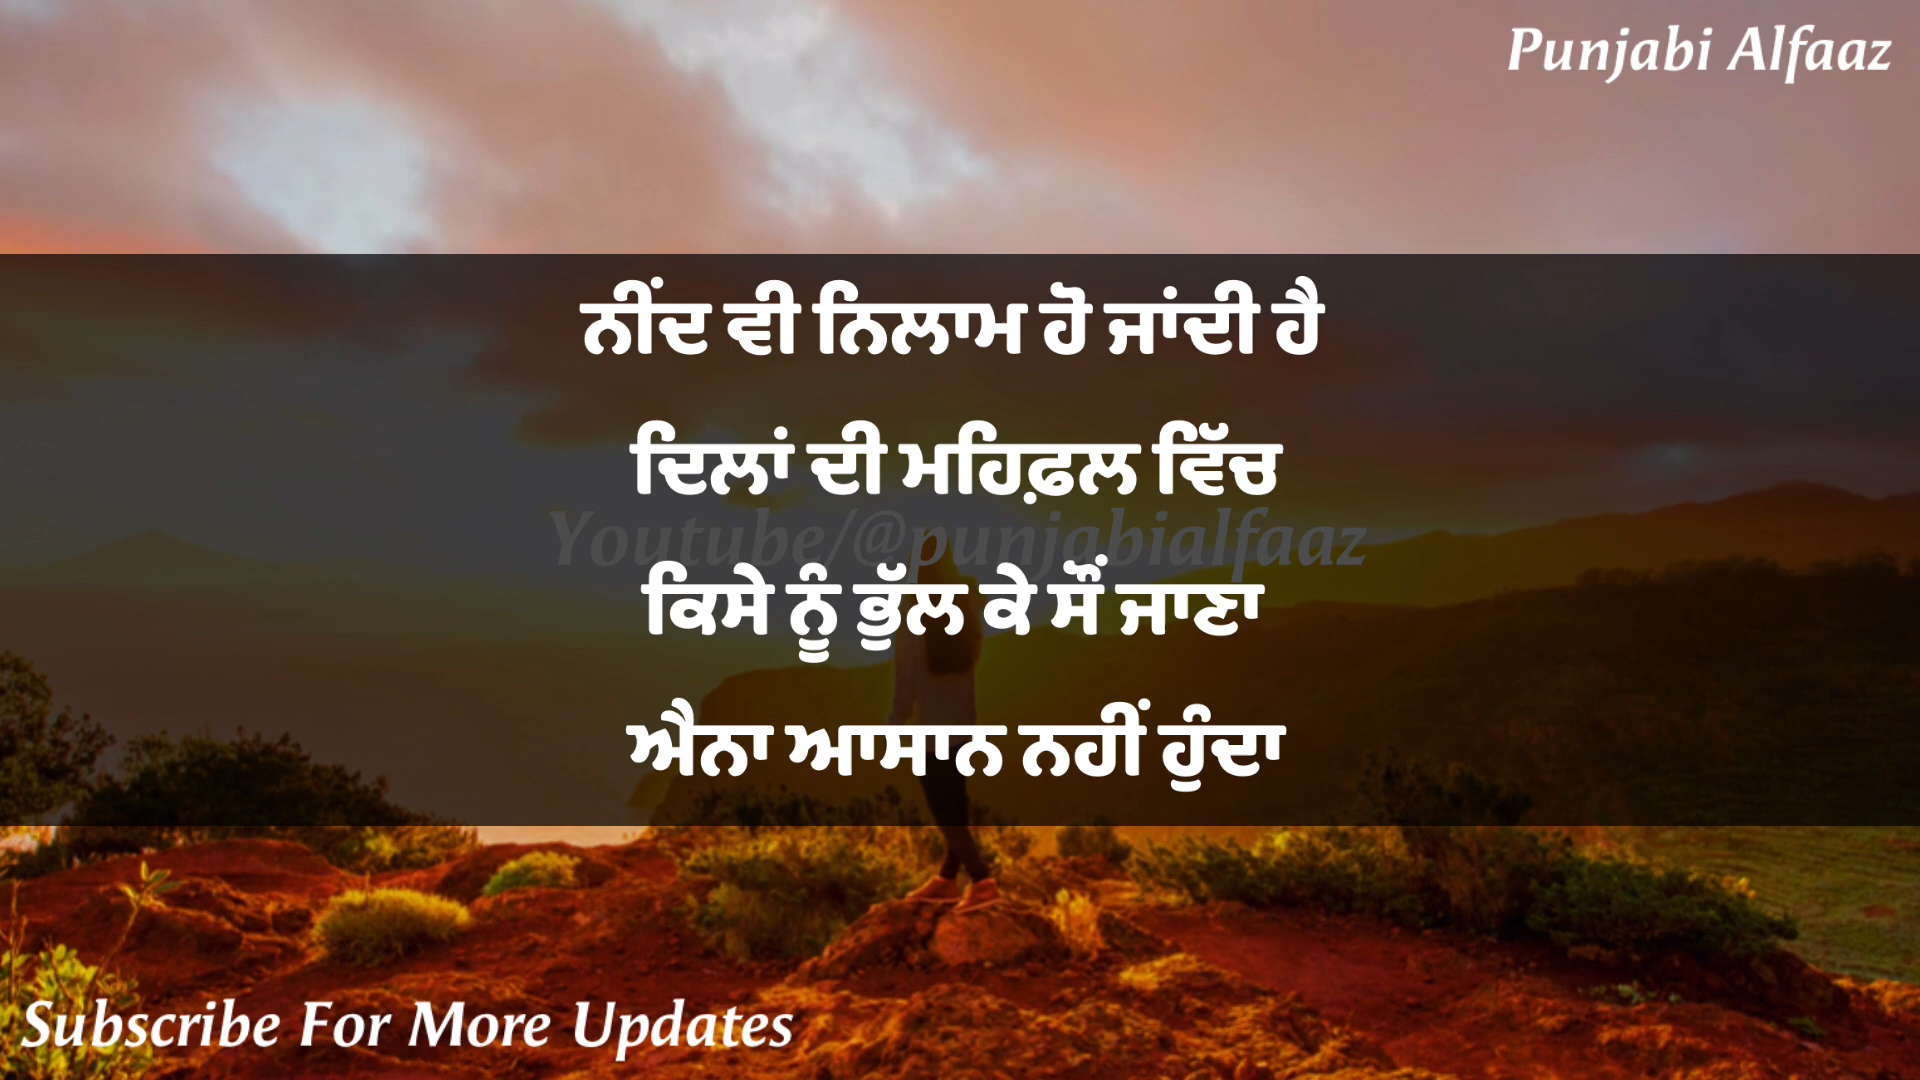 Punjabi Alfaaz
ਨੀਂਦ ਵੀ ਨਿਲਾਮ ਹੋ ਜਾਂਦੀ ਹੈ
ਦਿਲਾਂ ਦੀ ਮਹਿਫ਼ਲ ਵਿੱਚ
Youtube/@punjabialfaaz
ਕਿਸੇ ਨੂੰ ਭੁੱਲ ਕੇ ਸੌਂ ਜਾਣਾ
ਐਨਾ ਆਸਾਨ ਨਹੀਂ ਹੁੰਦਾ
Subscribe For More Updates